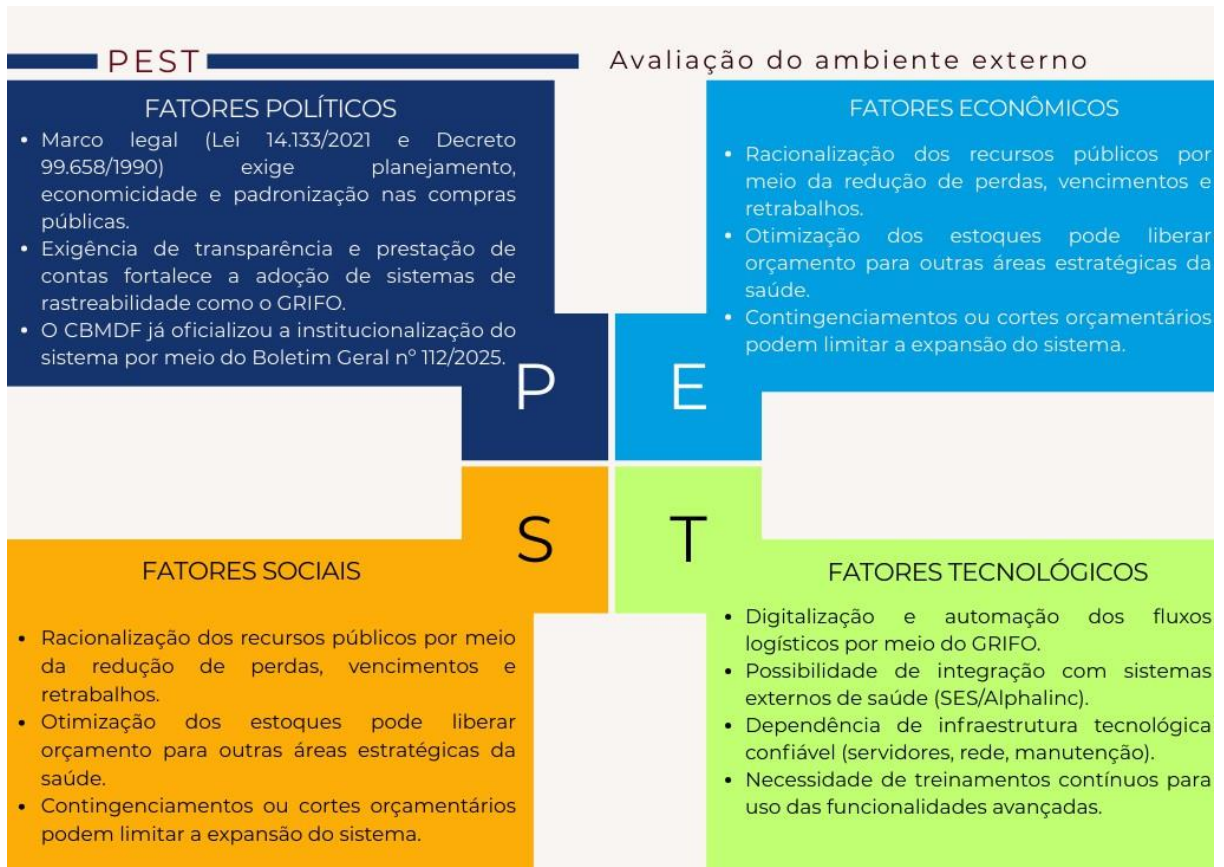 PEST
Avaliação do ambiente externo
FATORES POLÍTICOS
• Marco legal (Lei 14.133/2021 e Decreto
99.658/1990) exige planejamento,
economicidade e padronização nas compras
públicas.
• Exigência de transparência e prestação de
contas fortalece a adoção de sistemas de
rastreabilidade como o GRIFO.
• O CBMDF já oficializou a institucionalização do
sistema por meio do Boletim Geral nº 112/2025.
P
FATORES ECONÔMICOS
• Racionalização dos recursos públicos por
meio da redução de perdas, vencimentos e
retrabalhos.
• Otimização dos estoques pode liberar
orçamento para outras áreas estratégicas da
saúde.
• Contingenciamentos ou cortes orçamentários
podem limitar a expansão do sistema.
E
S
FATORES SOCIAIS
• Racionalização dos recursos públicos por meio
da redução de perdas, vencimentos e
retrabalhos.
• Otimização dos estoques pode liberar
orçamento para outras áreas estratégicas da
saúde.
• Contingenciamentos ou cortes orçamentários
podem limitar a expansão do sistema.
T
FATORES TECNOLÓGICOS
• Digitalização e automação dos fluxos
logísticos por meio do GRIFO.
• Possibilidade de integração com sistemas
externos de saúde (SES/Alphalinc).
• Dependência de infraestrutura tecnológica
confiável (servidores, rede, manutenção).
• Necessidade de treinamentos contínuos para
uso das funcionalidades avançadas.